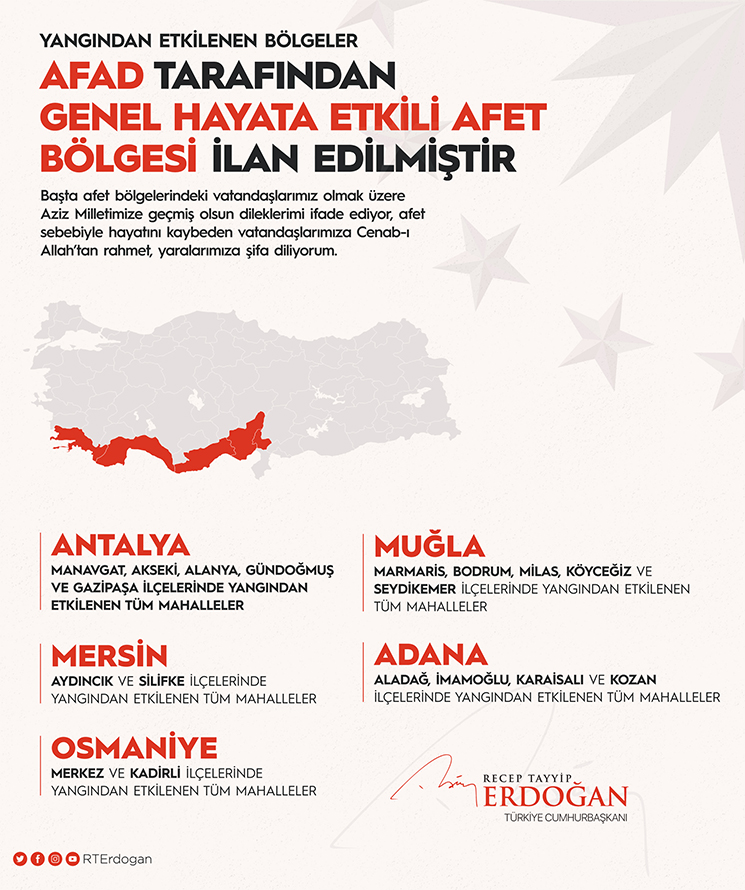 YANGINDAN ETKİLENEN BÖLGELER
AFAD TARAFINDAN
GENEL HAYATA ETKİLİ AFET
BÖLGESİ İLAN EDİLMİŞTİR
Başta afet bölgelerindeki vatandaşlarımız olmak üzere
Aziz Milletimize geçmiş olsun dileklerimi ifade ediyor, afet
sebebiyle hayatını kaybeden vatandaşlarımıza Cenab-ı
Allah'tan rahmet, yaralarımıza şifa diliyorum.
ANTALYA
MANAVGAT, AKSEKİ, ALANYA, GÜNDOĞMUŞ
VE GAZİPAŞA İLÇELERİNDE YANGINDAN
ETKİLENEN TÜM MAHALLELER
MUĞLA
MARMARİS, BODRUM, MİLAS, KÖYCEĞİZ VE
SEYDİKEMER İLÇELERİNDE YANGINDAN ETKİLENEN
TÜM MAHALLELER
MERSİN
AYDINCIK VE SİLİFKE İLÇELERİNDE
YANGINDAN ETKİLENEN TÜM MAHALLELER
ADANA
ALADAĞ, İMAMOĞLU, KARAİSALI VE KOZAN
İLÇELERİNDE YANGINDAN ETKİLENEN TÜM MAHALLELER
OSMANİYE
MERKEZ VE KADİRLİ İLÇELERİNDE
YANGINDAN ETKİLENEN TÜM MAHALLELER
RECEP TAYYİP
ERDOĞAN
TÜRKİYE CUMHURBAŞKANI
RTErdogan